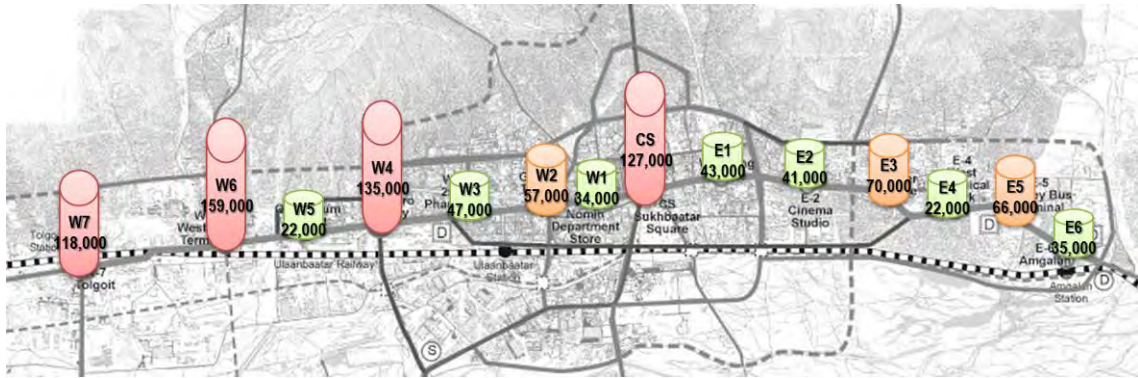 W7
118,000
Tolgoit
W6
159,000
W5
22,000
W4
135,000
W3
47,000
W2
57,000
W1
34,000
Nomin
Department
Store
CS
127,000
CS
Sukhbaatar
Square
E1
43,000
E2
41,000
E-2
Cinema
Studio
E3
70,000
E-4
E4
22,000
E5
66,000
E6
35,000
Amgalan
Amgalan
Station
Ulaanbaatar Railway
Ulaanbaatar
Station
D
D
D
S